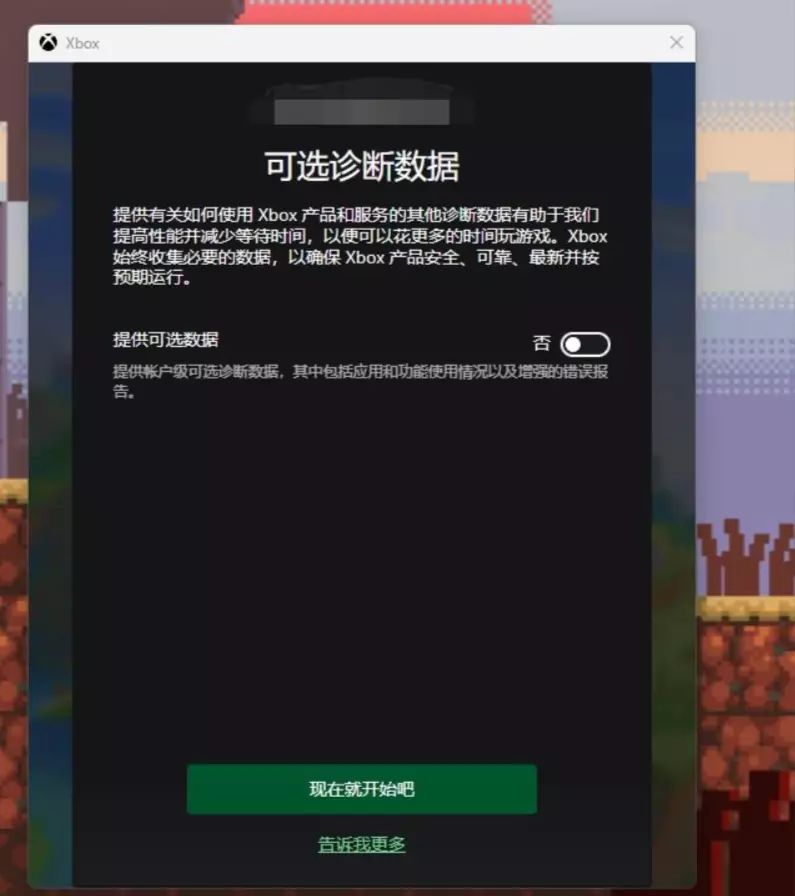 Xbox
可选诊断数据
提供有关如何使用 Xbox 产品和服务的其他诊断数据有助于我们
提高性能并减少等待时间，以便可以花更多的时间玩游戏。Xbox
始终收集必要的数据，以确保 Xbox 产品安全、可靠、最新并按
预期运行。
提供可选数据
否
提供帐户级可选诊断数据，其中包括应用和功能使用情况以及增强的错误报
告。
现在就开始吧
告诉我更多